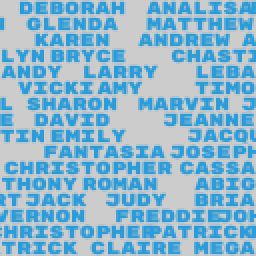 DEBORAH ANALISA
GLENDA MATTHEW
KAREN ANDREW A
LYN BRYCE CHASTI
ANDY LARRY LEBA
VICKI AMY TIMO
L SHARON MARVIN J
E DAVID JEANNE
TIN EMILY JACQU
FANTASIA JOSEPH
CHRISTOPHER CASSA
THONY ROMAN ABIG
RT JACK JUDY BRIA
VERNON FREDDIE JOH
CHRISTOPHER PATRICK
TRICK CLAIRE MEGA